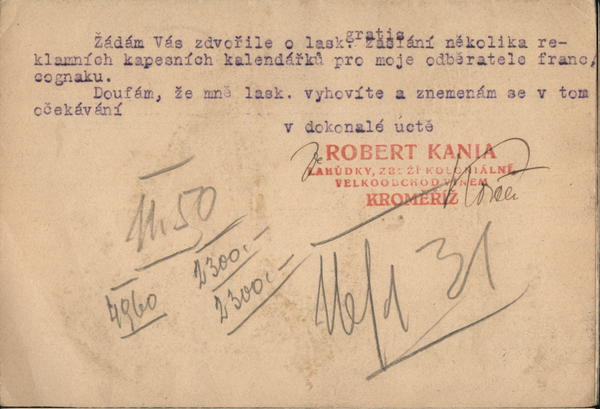 gratis
Žádám Vás zdvořile o lask. zaslání několika re-
klamních kapesních kalendářků pro moje odběratele franc,
cognaku.
Doufám, že mně lask. vyhovíte a znemenám se v tom
očekávání
v dokonalé úctě
ROBERT KANIA
LAHŮDKY, ZBOŽÍ KOLONIÁLNÍ,
VELKOOBCHOD VÍNEM
KROMĚŘÍŽ
11.50
2300.-
4960
2300.-
16/1 31